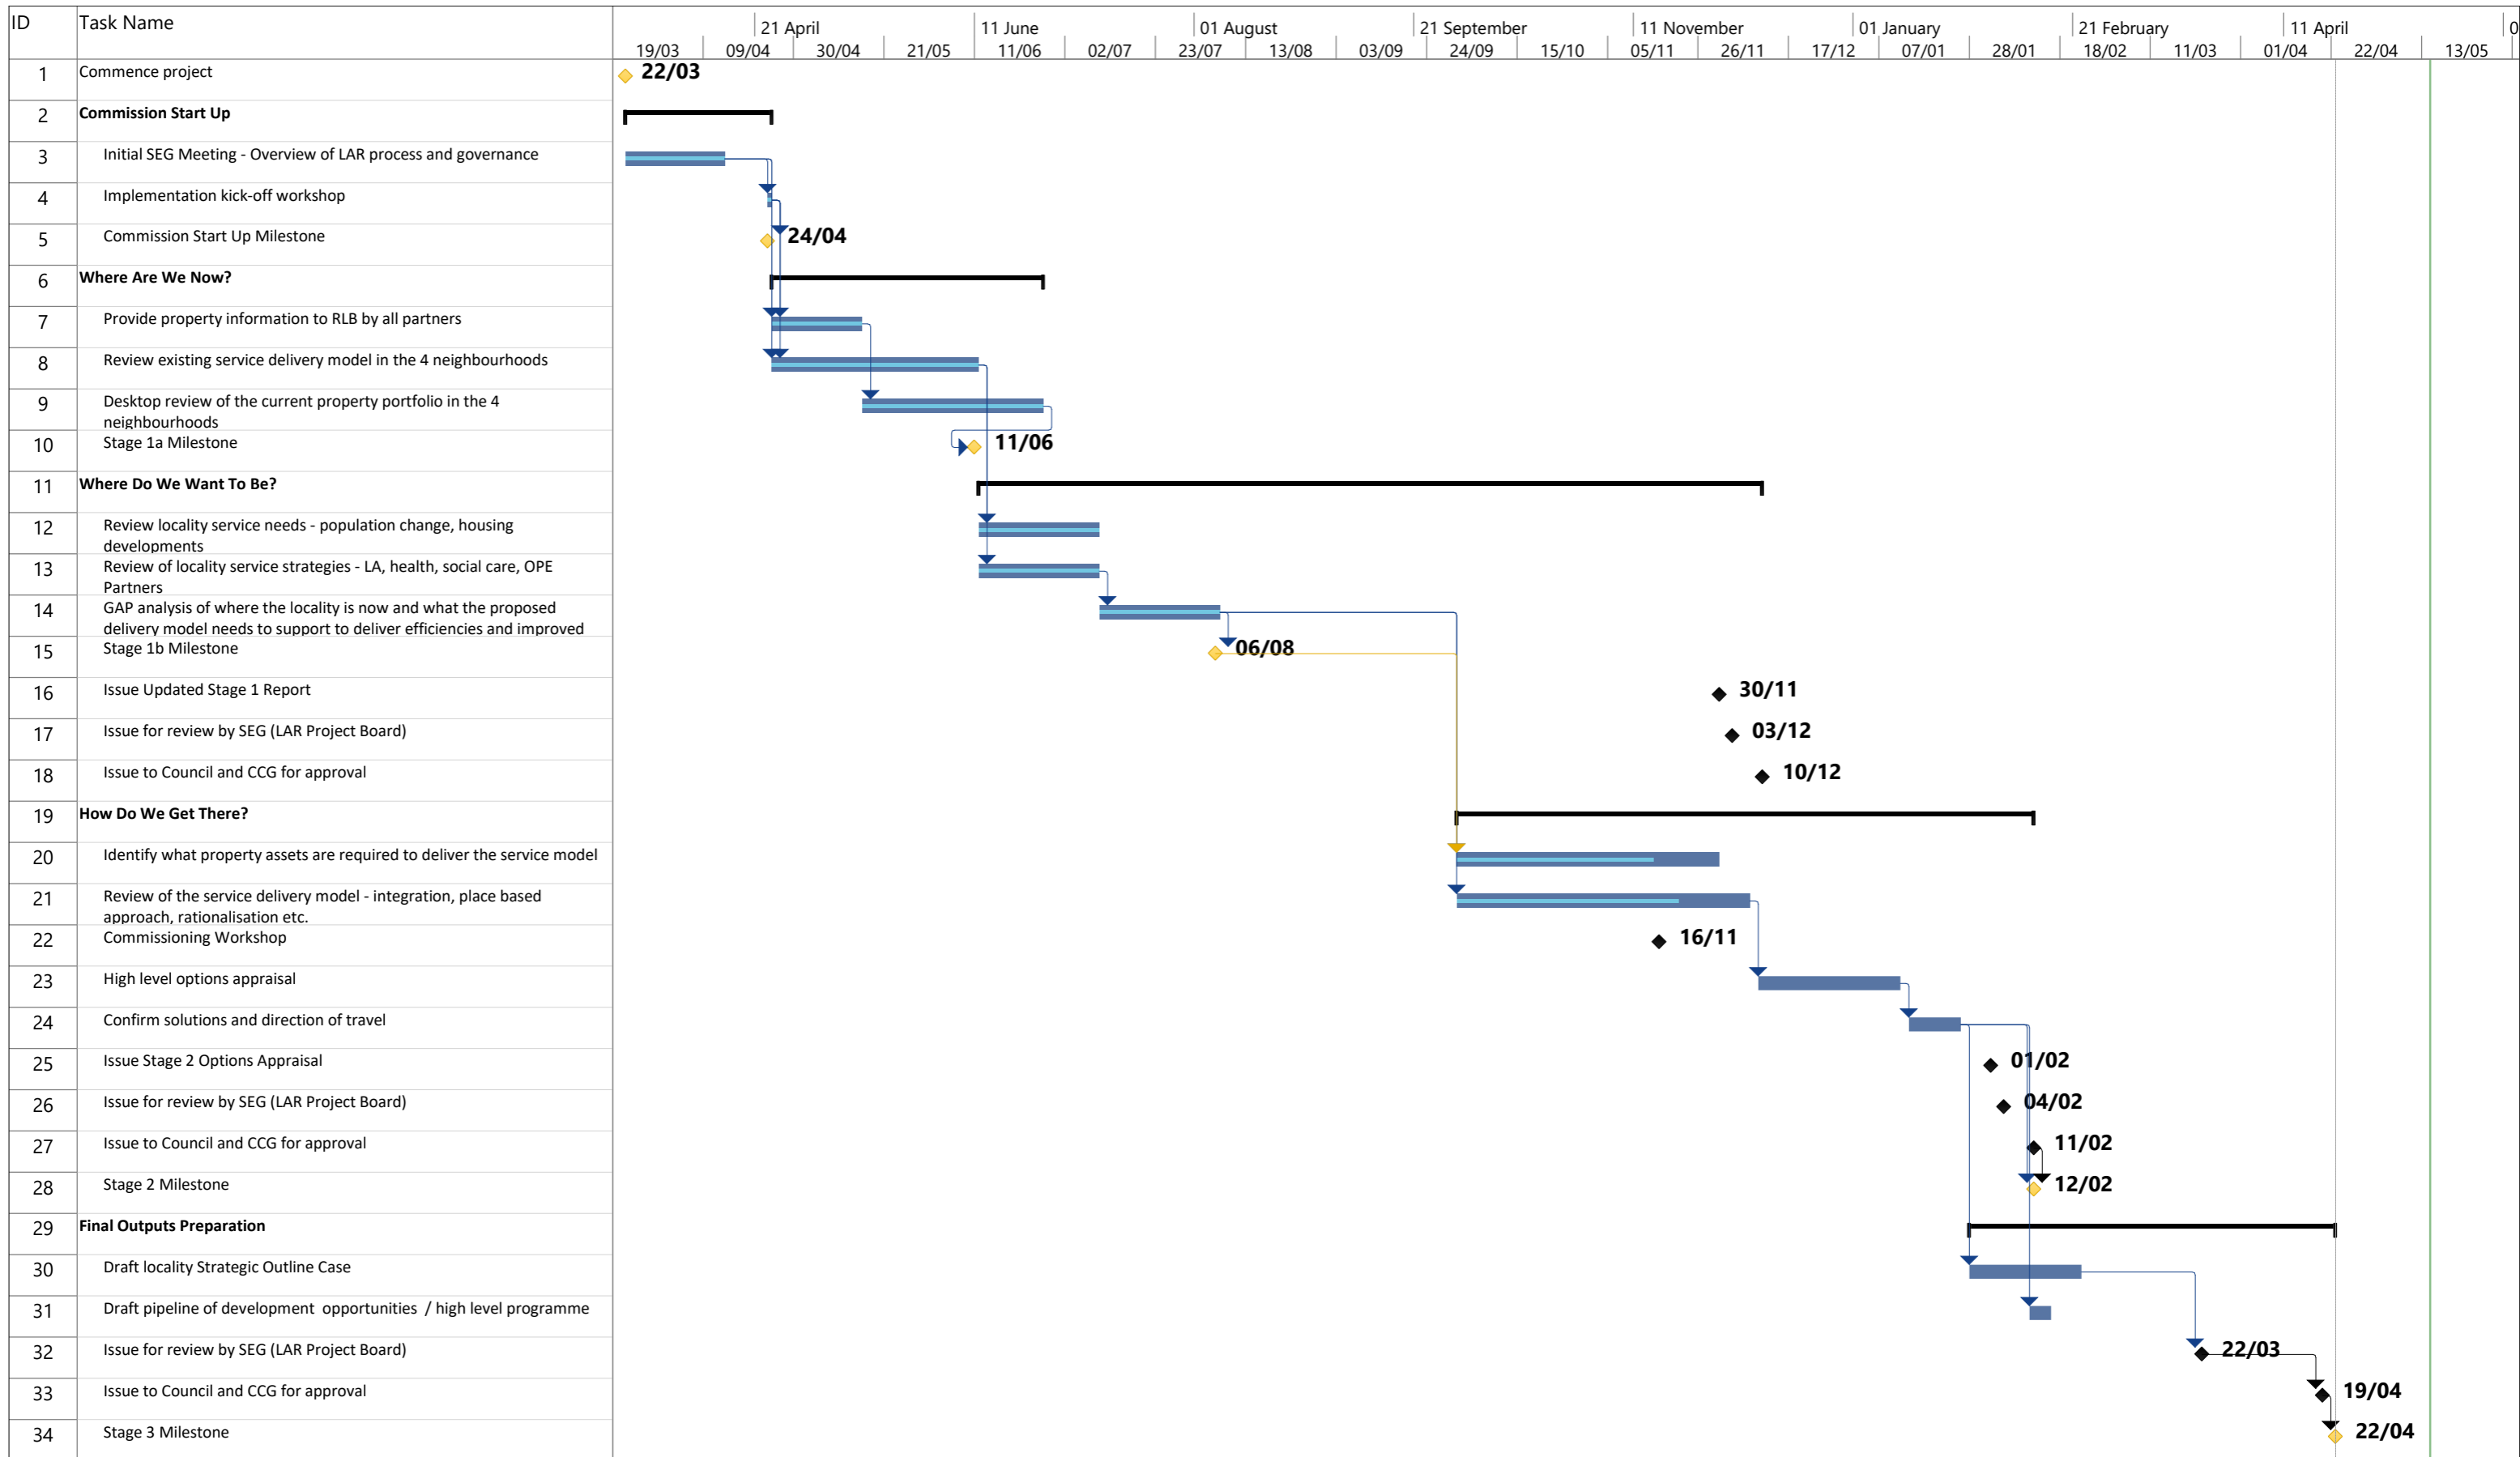 ID Task Name 21 April 11 June 01 August 21 September 11 November 01 January 21 February 11 April 0
19/03 09/04 30/04 21/05 11/06 02/07 23/07 13/08 03/09 24/09 15/10 05/11 26/11 17/12 07/01 28/01 18/02 11/03 01/04 22/04 13/05
1 Commence project 22/03
2 Commission Start Up
3 Initial SEG Meeting - Overview of LAR process and governance
4 Implementation kick-off workshop
5 Commission Start Up Milestone 24/04
6 Where Are We Now?
7 Provide property information to RLB by all partners
8 Review existing service delivery model in the 4 neighbourhoods
9 Desktop review of the current property portfolio in the 4
neighbourhoods
10 Stage 1a Milestone 11/06
11 Where Do We Want To Be?
12 Review locality service needs - population change, housing
developments
13 Review of locality service strategies - LA, health, social care, OPE
Partners
14 GAP analysis of where the locality is now and what the proposed
delivery model needs to support to deliver efficiencies and improved
15 Stage 1b Milestone 06/08
16 Issue Updated Stage 1 Report 30/11
17 Issue for review by SEG (LAR Project Board) 03/12
18 Issue to Council and CCG for approval 10/12
19 How Do We Get There?
20 Identify what property assets are required to deliver the service model
21 Review of the service delivery model - integration, place based
approach, rationalisation etc.
22 Commissioning Workshop 16/11
23 High level options appraisal
24 Confirm solutions and direction of travel
25 Issue Stage 2 Options Appraisal 01/02
26 Issue for review by SEG (LAR Project Board) 04/02
27 Issue to Council and CCG for approval 11/02
28 Stage 2 Milestone 12/02
29 Final Outputs Preparation
30 Draft locality Strategic Outline Case
31 Draft pipeline of development opportunities / high level programme
32 Issue for review by SEG (LAR Project Board) 22/03
33 Issue to Council and CCG for approval 19/04
34 Stage 3 Milestone 22/04